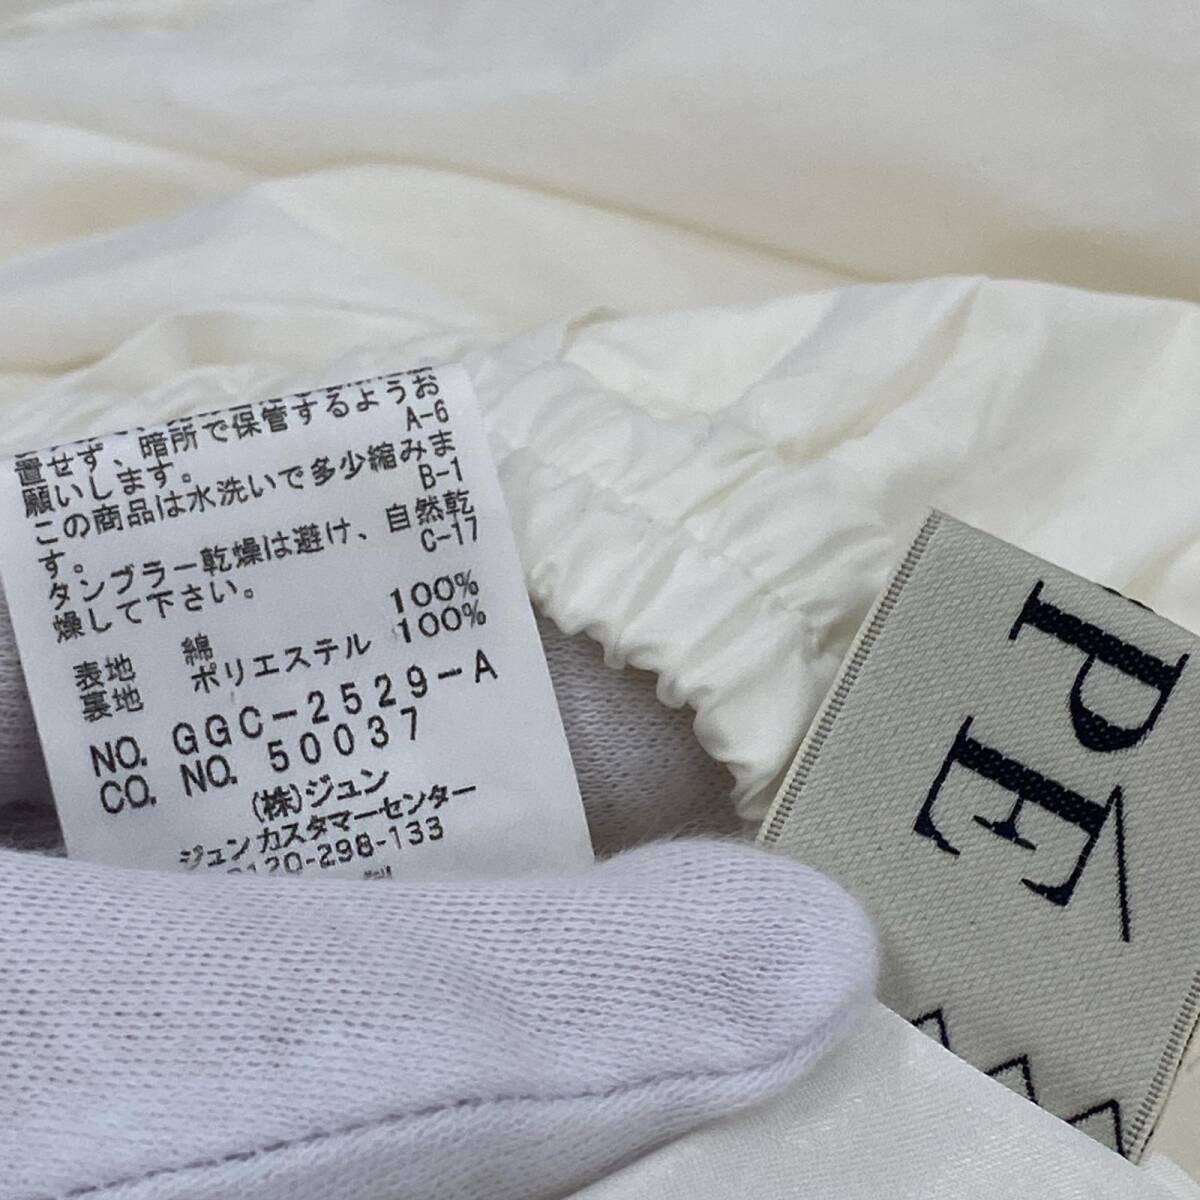 置せず、暗所で保管するようお
願いします。 A-6
この商品は水洗いで多少縮みま
す。 B-1
タンブラー乾燥は避け、自然乾
燥して下さい。 C-17
表地 綿 100%
裏地 ポリエステル 100%
NO. GGC-2529-A
CO. NO. 50037
(株)ジュン
ジュンカスタマーセンター
0120-298-133
PÉ